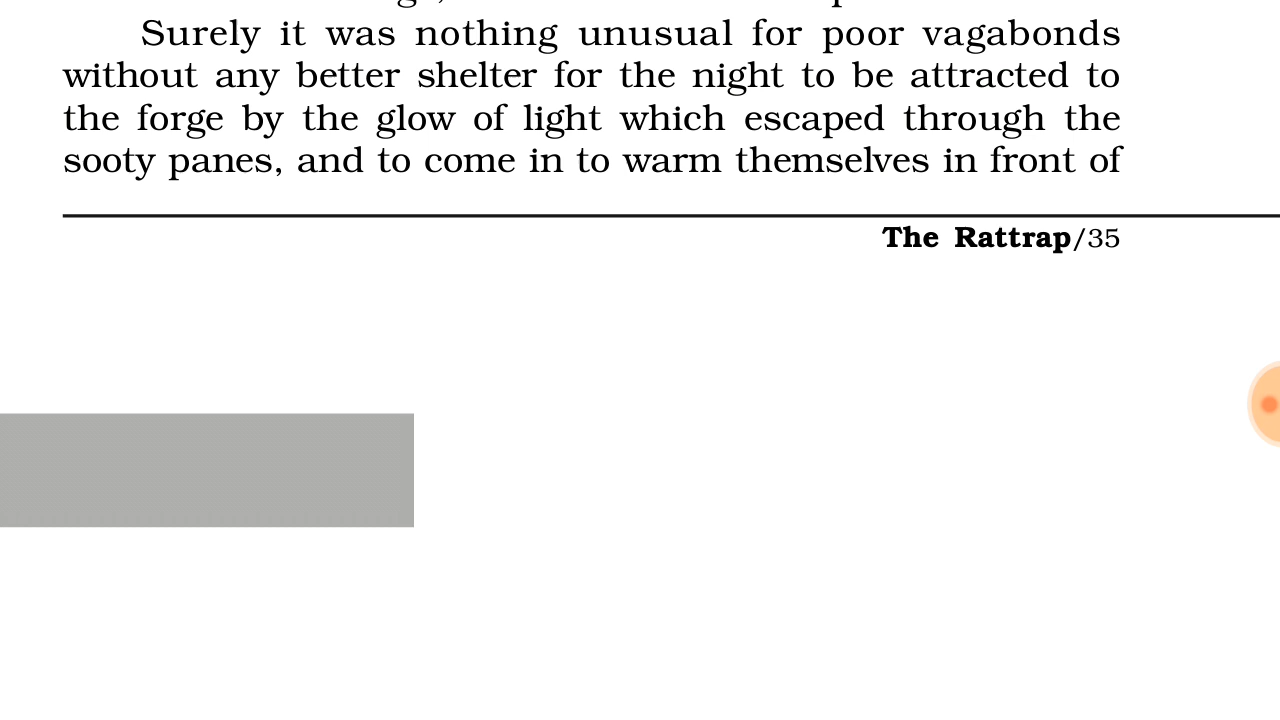 Surely it was nothing unusual for poor vagabonds
without any better shelter for the night to be attracted to
the forge by the glow of light which escaped through the
sooty panes, and to come in to warm themselves in front of
The Rattrap/35